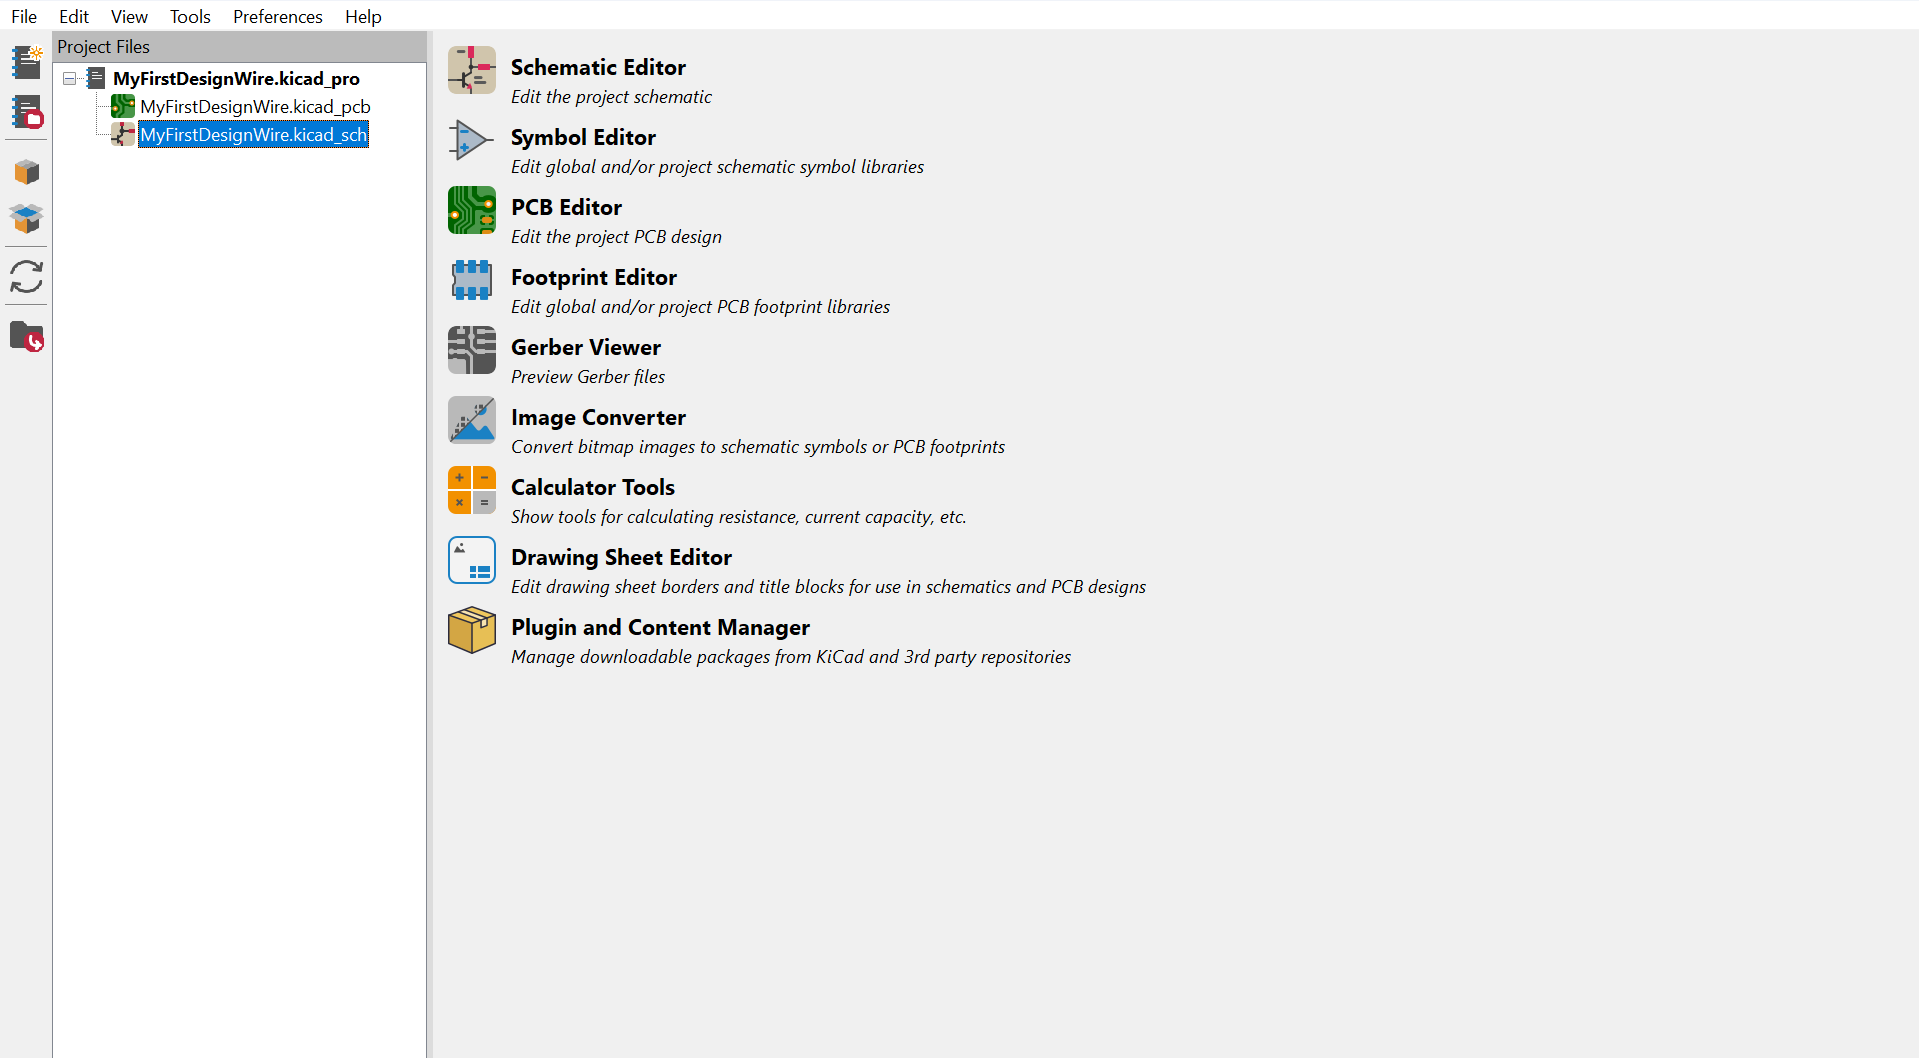 File Edit View Tools Preferences Help
Project Files
MyFirstDesignWire.kicad_pro
MyFirstDesignWire.kicad_pcb
MyFirstDesignWire.kicad_sch
Schematic Editor
Edit the project schematic
Symbol Editor
Edit global and/or project schematic symbol libraries
PCB Editor
Edit the project PCB design
Footprint Editor
Edit global and/or project PCB footprint libraries
Gerber Viewer
Preview Gerber files
Image Converter
Convert bitmap images to schematic symbols or PCB footprints
Calculator Tools
Show tools for calculating resistance, current capacity, etc.
Drawing Sheet Editor
Edit drawing sheet borders and title blocks for use in schematics and PCB designs
Plugin and Content Manager
Manage downloadable packages from KiCad and 3rd party repositories